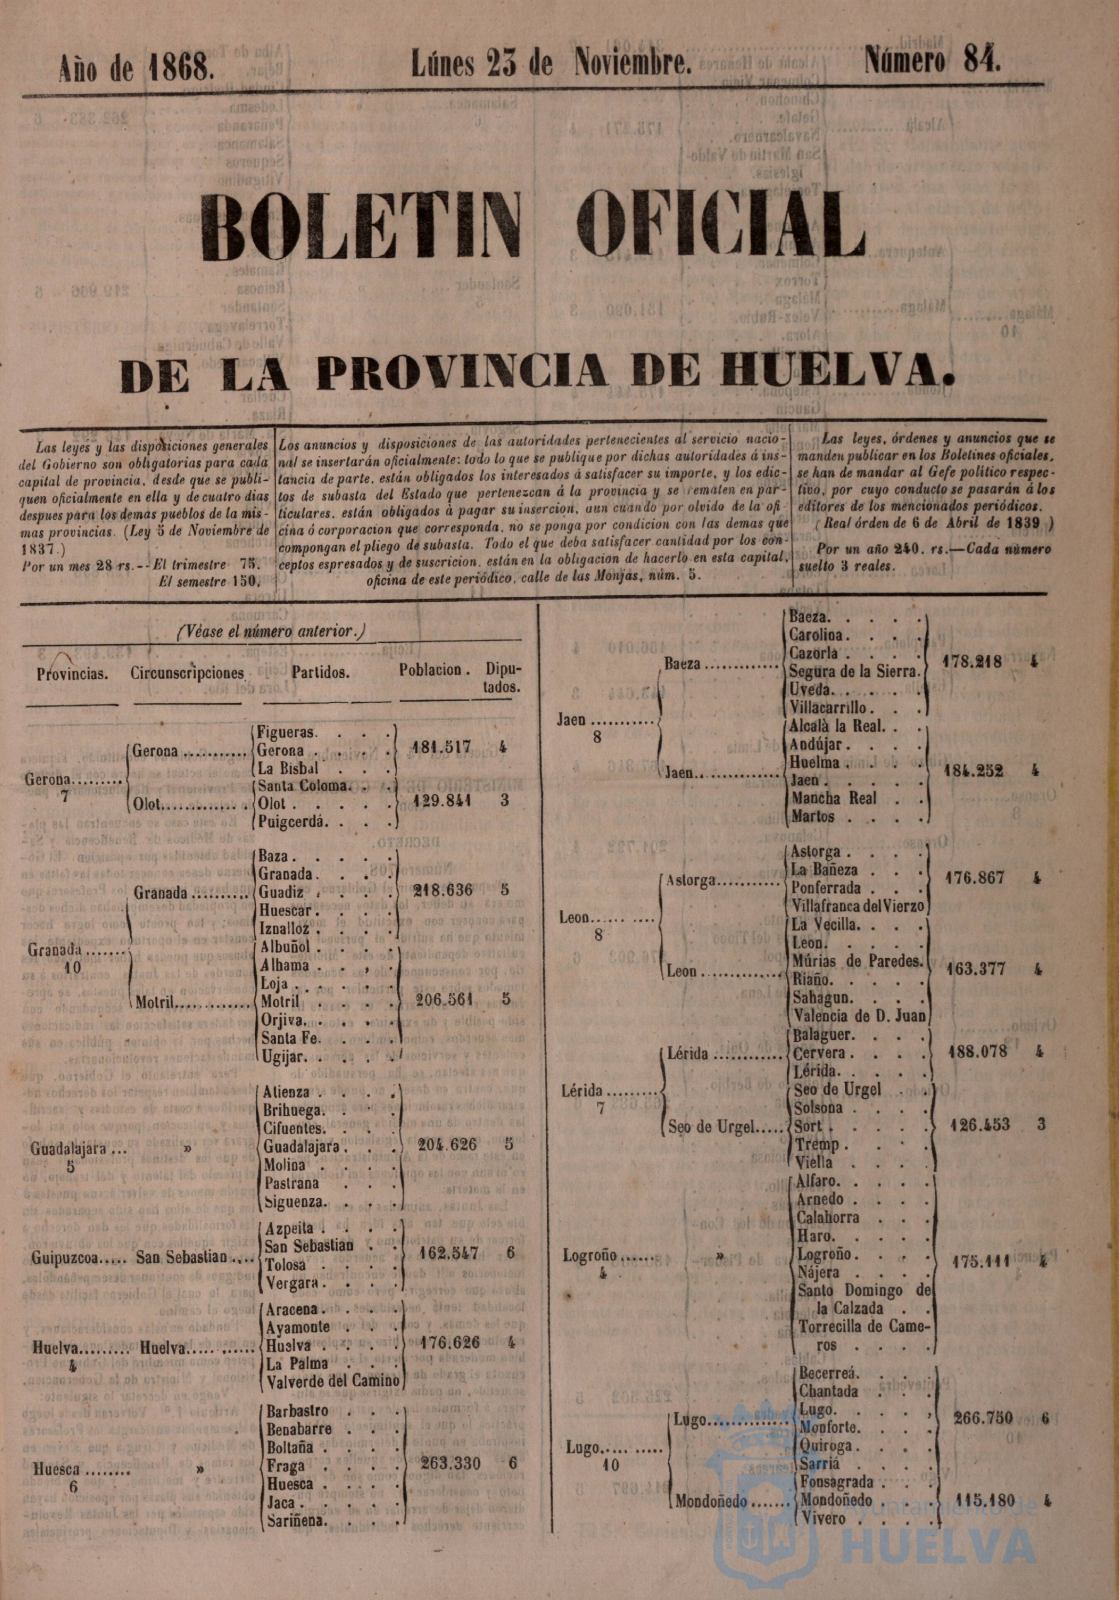 Año de 1868. Lúnes 23 de Noviembre. Número 84.
BOLETIN OFICIAL
DE LA PROVINCIA DE HUELVA.
Las leyes y las disposiciones generales
del Gobierno son obligatorias para cada
capital de provincia, desde que se publi-
quen oficialmente en ella y de cuatro dias
despues para los demas pueblos de la mis-
mas provincias. (Ley 5 de Noviembre de
1837.)
Por un mes 28 rs.--El trimestre 75.
El semestre 150,
Los anuncios y disposiciones de las autoridades pertenecientes al servicio nacio-
nal se insertarán oficialmente: todo lo que se publique por dichas autoridades á ins-
tancia de parte, están obligados los interesados á satisfacer su importe, y los edic-
tos de subasta del Estado que pertenezcan á la provincia y se rematen en par-
ticulares, están obligados á pagar su insercion, aun cuando por olvido de la ofi-
cina ó corporacion que corresponda, no se ponga por condicion con las demas que
compongan el pliego de subasta. Todo el que deba satisfacer cantidad por los con-
ceptos espresados y de suscricion, están en la obligacion de hacerlo en esta capital,
oficina de este periódico, calle de las Monjas, núm. 5.
Las leyes, órdenes y anuncios que se
manden publicar en los Boletines oficiales,
se han de mandar al Gefe político respec-
tivo, por cuyo conducto se pasarán á los
editores de los mencionados periódicos.
(Real órden de 6 de Abril de 1839)
Por un año 240. rs.—Cada número
suelto 3 reales.
(Véase el número anterior.)
Provincias. Circunscripciones Partidos. Poblacion. Dipu-
tados.
Figueras.
Gerona Gerona 181.517 4
La Bisbal
Gerona
7
Santa Coloma.
Olot Olot 129.841 3
Puigcerdá.
Baza
Granada.
Granada Guadiz 218.636 5
Huescar.
Iznalloz
Granada
10
Albuñol
Alhama
Loja
Motril Motril 206.561 5
Orjiva.
Santa Fe.
Ugijar.
Atienza
Brihuega.
Cifuentes.
Guadalajara » Guadalajara 204.626 5
5
Molina
Pastrana
Siguenza.
Azpeita
Guipuzcoa San Sebastian San Sebastian 162.547 6
Tolosa
Vergara
Aracena
Ayamonte
Huelva Huelva Huelva 176.626 4
4
La Palma
Valverde del Camino
Barbastro
Benabarre
Boltaña
Huesca » Fraga 263.330 6
6
Huesca
Jaca
Sariñena.
Baeza.
Carolina.
Cazorla
Baeza Segura de la Sierra. 178.218 4
Uveda.
Villacarrillo
Jaen
8
Alcalà la Real.
Andújar
Huelma
Jaen Jaen 184.252 4
Mancha Real
Martos
Astorga
La Bañeza
Astorga Ponferrada 176.867 4
Villafranca del Vierzo
Leon
8
La Vecilla.
Leon.
Múrias de Paredes.
Leon Riaño. 163.377 4
Sahagun.
Valencia de D. Juan
Balaguer.
Lérida Cervera 188.078 4
Lérida.
Lérida
7
Seo de Urgel
Solsona
Seo de Urgel Sort 126.453 3
Tremp
Viella
Alfaro.
Arnedo
Calahorra
Haro.
Logroño » Logroño 175.111 4
4
Nájera
Santo Domingo de
la Calzada
Torrecilla de Came-
ros
Becerreá.
Chantada
Lugo Lugo. 266.750 6
Monforte.
Quiroga
Sarriá
Lugo
10
Fonsagrada
Mondoñedo Mondoñedo 115.180 4
Vivero
Ayuntamiento de
HUELVA